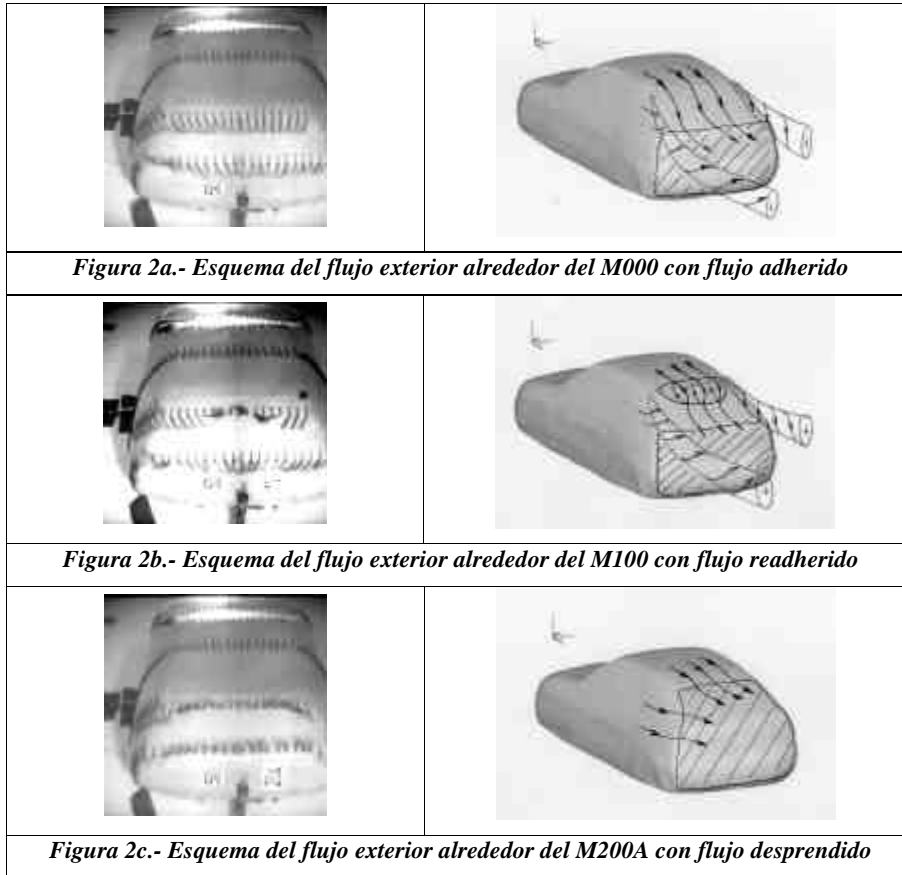 Figura 2a.- Esquema del flujo exterior alrededor del M000 con flujo adherido
Figura 2b.- Esquema del flujo exterior alrededor del M100 con flujo readherido
Figura 2c.- Esquema del flujo exterior alrededor del M200A con flujo desprendido